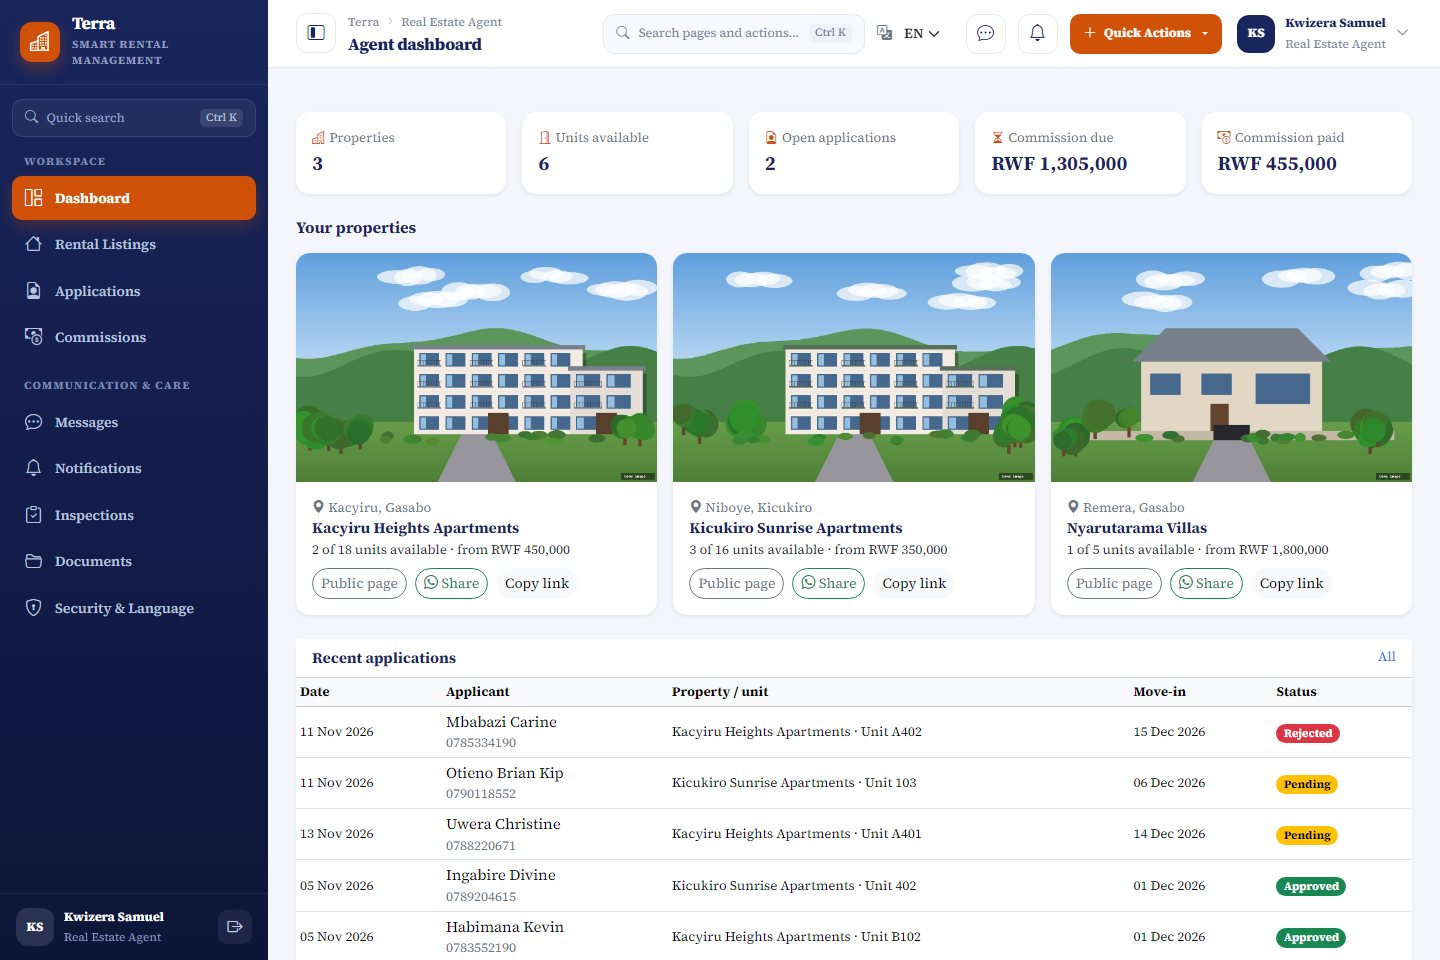 Terra
SMART RENTAL
MANAGEMENT
Quick search
Ctrl K
WORKSPACE
Dashboard
Rental Listings
Applications
Commissions
COMMUNICATION & CARE
Messages
Notifications
Inspections
Documents
Security & Language
KS
Kwizera Samuel
Real Estate Agent
Terra
Real Estate Agent
Agent dashboard
Search pages and actions...
Ctrl K
EN
Quick Actions
KS
Kwizera Samuel
Real Estate Agent
Properties
3
Units available
6
Open applications
2
Commission due
RWF 1,305,000
Commission paid
RWF 455,000
Your properties
Demo image
Kacyiru, Gasabo
Kacyiru Heights Apartments
2 of 18 units available · from RWF 450,000
Public page
Share
Copy link
Demo image
Niboye, Kicukiro
Kicukiro Sunrise Apartments
3 of 16 units available · from RWF 350,000
Public page
Share
Copy link
Demo image
Remera, Gasabo
Nyarutarama Villas
1 of 5 units available · from RWF 1,800,000
Public page
Share
Copy link
Recent applications
All
Date Applicant Property / unit Move-in Status
11 Nov 2026 Mbabazi Carine Kacyiru Heights Apartments · Unit A402 15 Dec 2026 Rejected
0785334190
11 Nov 2026 Otieno Brian Kip Kicukiro Sunrise Apartments · Unit 103 06 Dec 2026 Pending
0790118552
13 Nov 2026 Uwera Christine Kacyiru Heights Apartments · Unit A401 14 Dec 2026 Pending
0788220671
05 Nov 2026 Ingabire Divine Kicukiro Sunrise Apartments · Unit 402 01 Dec 2026 Approved
0789204615
05 Nov 2026 Habimana Kevin Kacyiru Heights Apartments · Unit B102 01 Dec 2026 Approved
0783552190